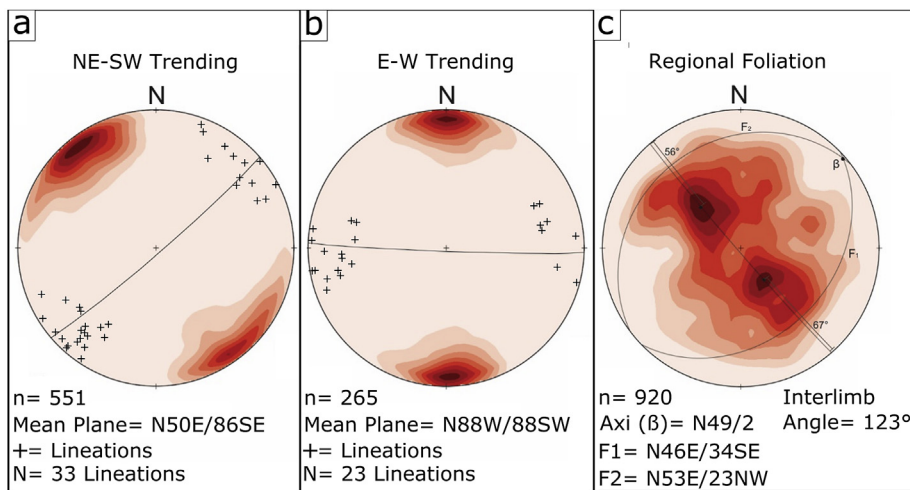 a
NE-SW Trending
N
n= 551
Mean Plane= N50E/86SE
+= Lineations
N= 33 Lineations
b
E-W Trending
N
n= 265
Mean Plane= N88W/88SW
+= Lineations
N= 23 Lineations
c
Regional Foliation
N
F₂
56°
β
F₁
67°
n= 920
Interlimb
Axi (β)= N49/2
Angle= 123°
F1= N46E/34SE
F2= N53E/23NW